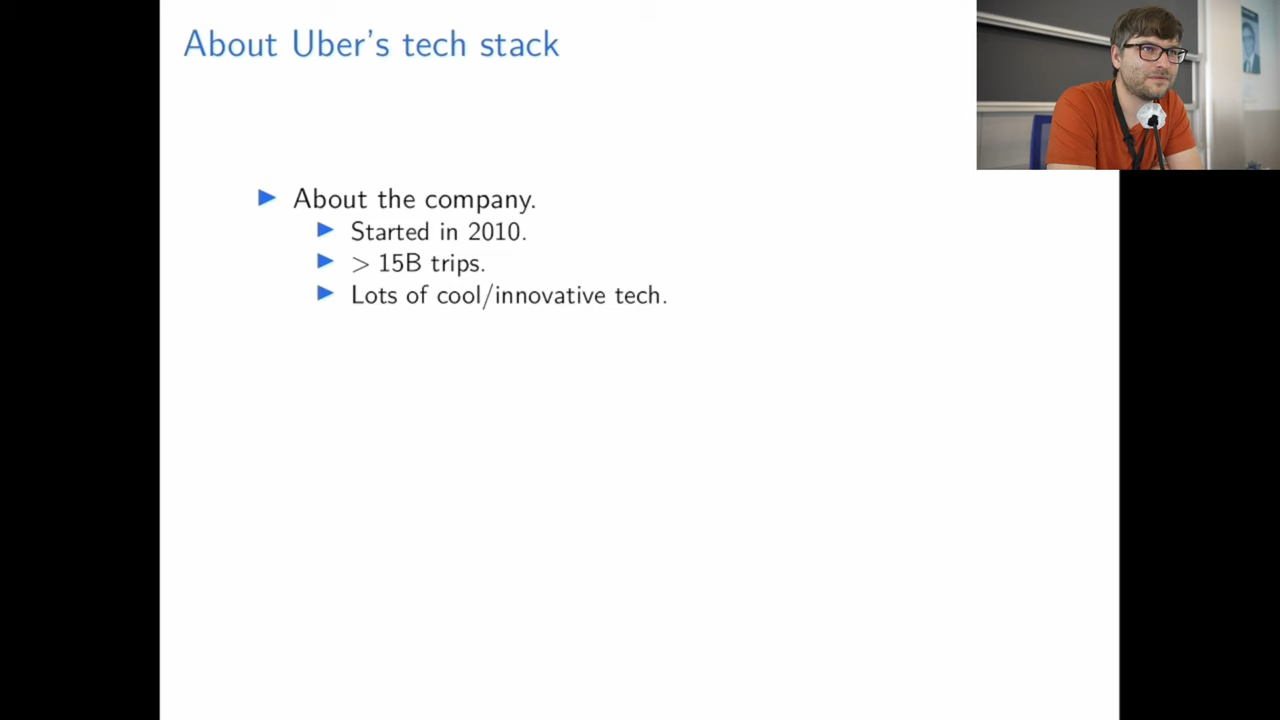 About Uber's tech stack
About the company.
Started in 2010.
> 15B trips.
Lots of cool/innovative tech.